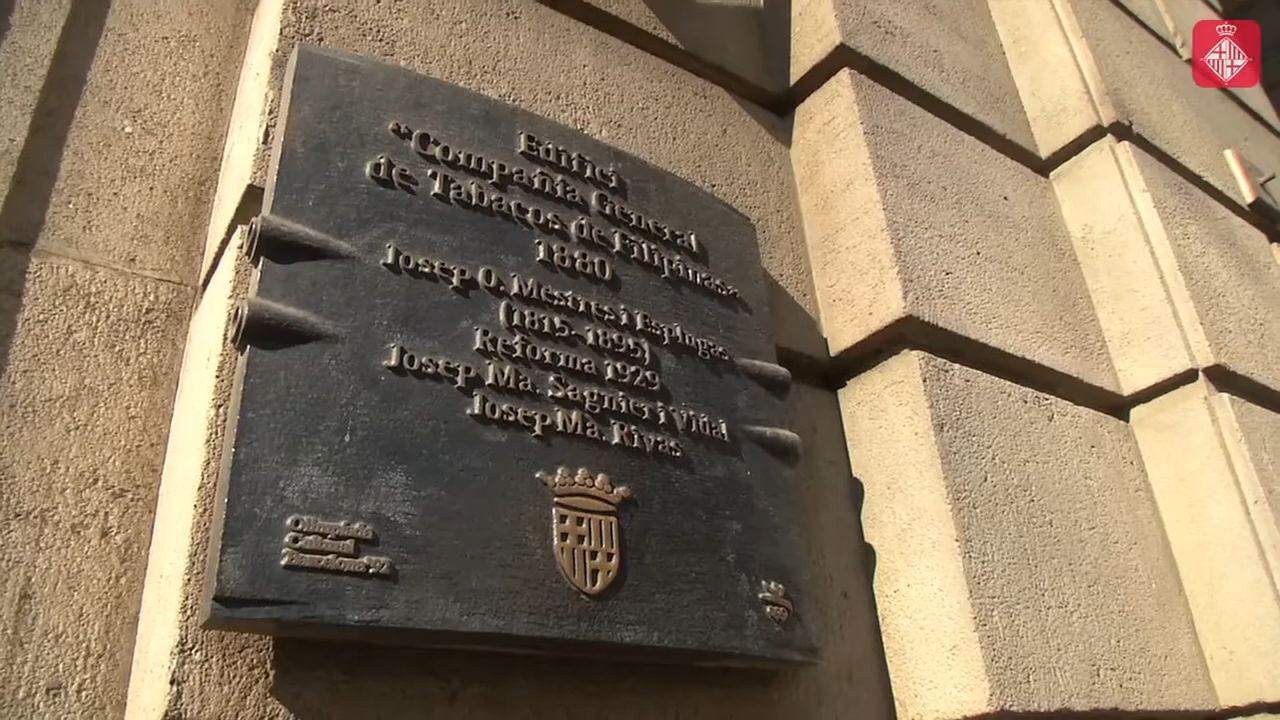 Edifici
"Compañía General
de Tabacos de Filipinas"
1880
Josep O. Mestres i Esplugas
(1815-1895)
Reforma 1929
Josep Ma. Sagnier i Vidal
Josep Ma. Rivas
Olimpíada
Cultural
Barcelona'92